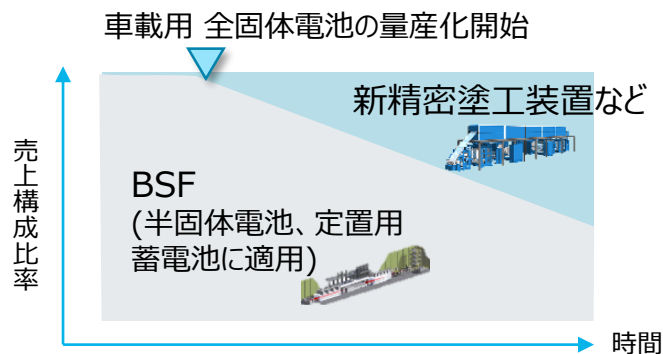 車載用 全固体電池の量産化開始
新精密塗工装置など
売上構成比率
BSF
(半固体電池、定置用
蓄電池に適用)
時間